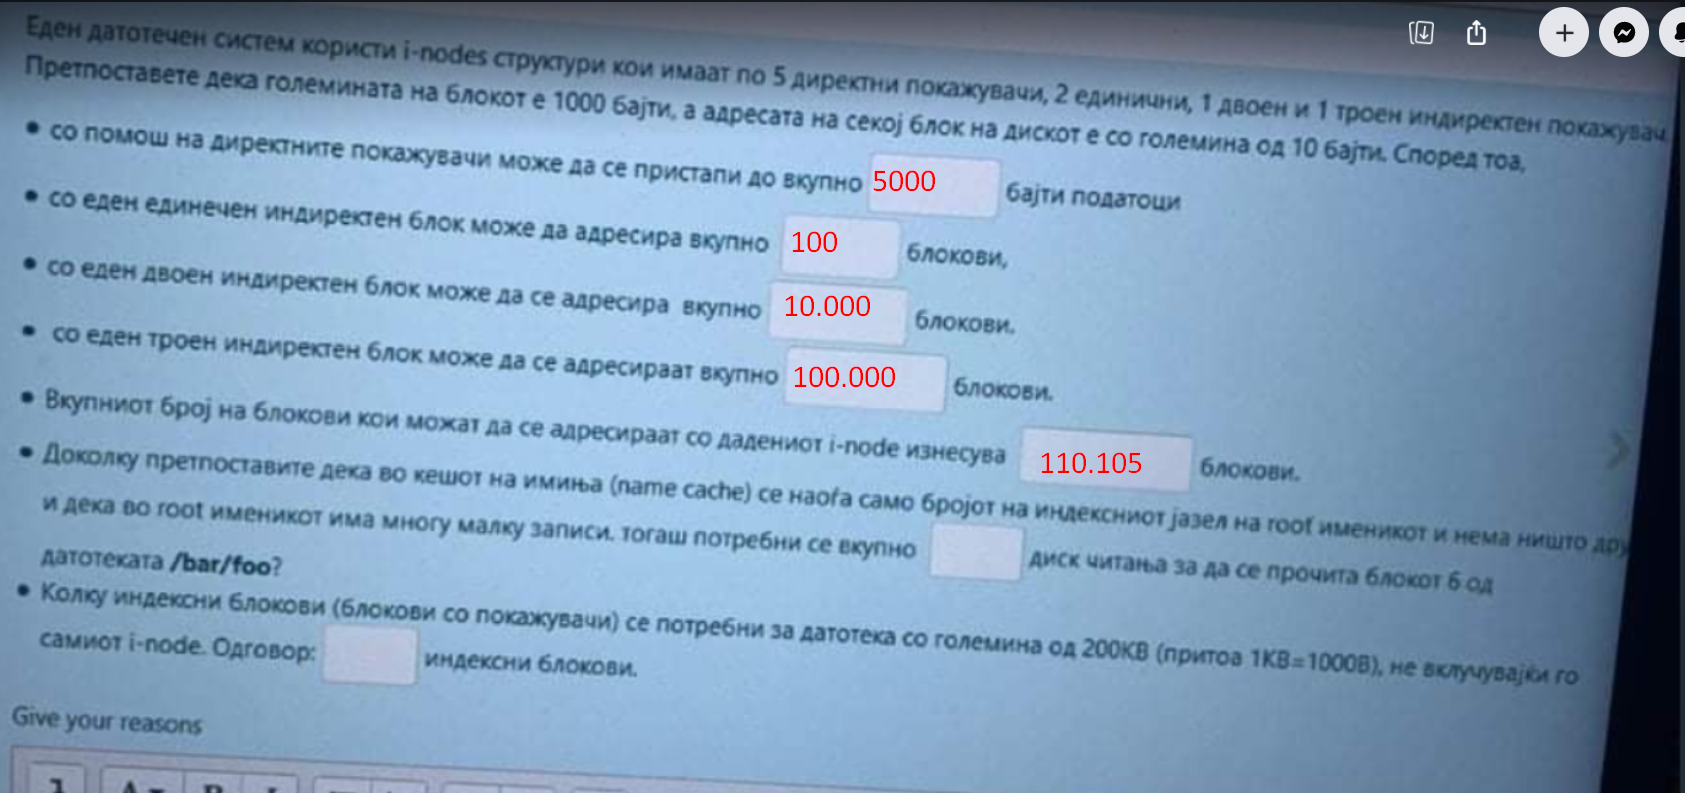 Еден датотечен систем користи i-nodes структури кои имаат по 5 директни покажувачи, 2 единични, 1 двоен и 1 троен индиректен покажувач.
Претпоставете дека големината на блокот е 1000 бајти, а адресата на секој блок на дискот е со големина од 10 бајти. Според тоа,
• со помош на директните покажувачи може да се пристапи до вкупно 5000 бајти податоци
• со еден единечен индиректен блок може да адресира вкупно 100 блокови,
• со еден двоен индиректен блок може да се адресира вкупно 10.000 блокови.
• со еден троен индиректен блок може да се адресираат вкупно 100.000 блокови.
• Вкупниот број на блокови кои можат да се адресираат со дадениот i-node изнесува 110.105 блокови.
• Доколку претпоставите дека во кешот на имиња (name cache) се наоѓа само бројот на индексниот јазел на root именикот и нема ништо дру
и дека во root именикот има многу малку записи. тогаш потребни се вкупно диск читања за да се прочита блокот 6 од
датотеката /bar/foo?
• Колку индексни блокови (блокови со покажувачи) се потребни за датотека со големина од 200KB (притоа 1KB=1000B), не вклучувајќи го
самиот i-node. Одговор: индексни блокови.
Give your reasons